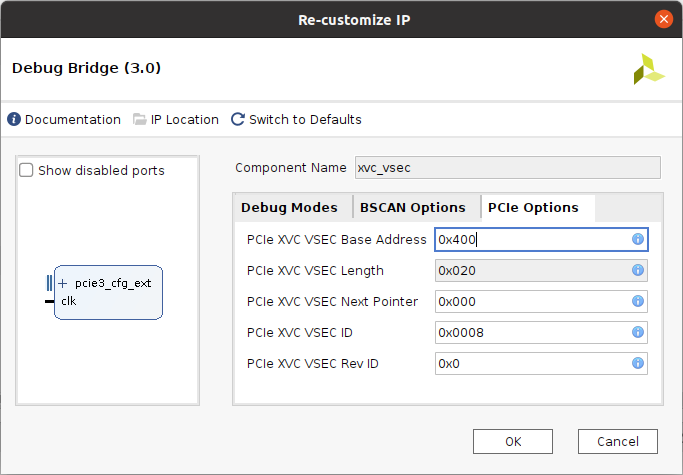 Re-customize IP
Debug Bridge (3.0)
Documentation IP Location Switch to Defaults
Show disabled ports
pcie3_cfg_ext
clk
Component Name xvc_vsec
Debug Modes BSCAN Options PCIe Options
PCIe XVC VSEC Base Address 0x400
PCIe XVC VSEC Length 0x020
PCIe XVC VSEC Next Pointer 0x000
PCIe XVC VSEC ID 0x0008
PCIe XVC VSEC Rev ID 0x0
OK Cancel